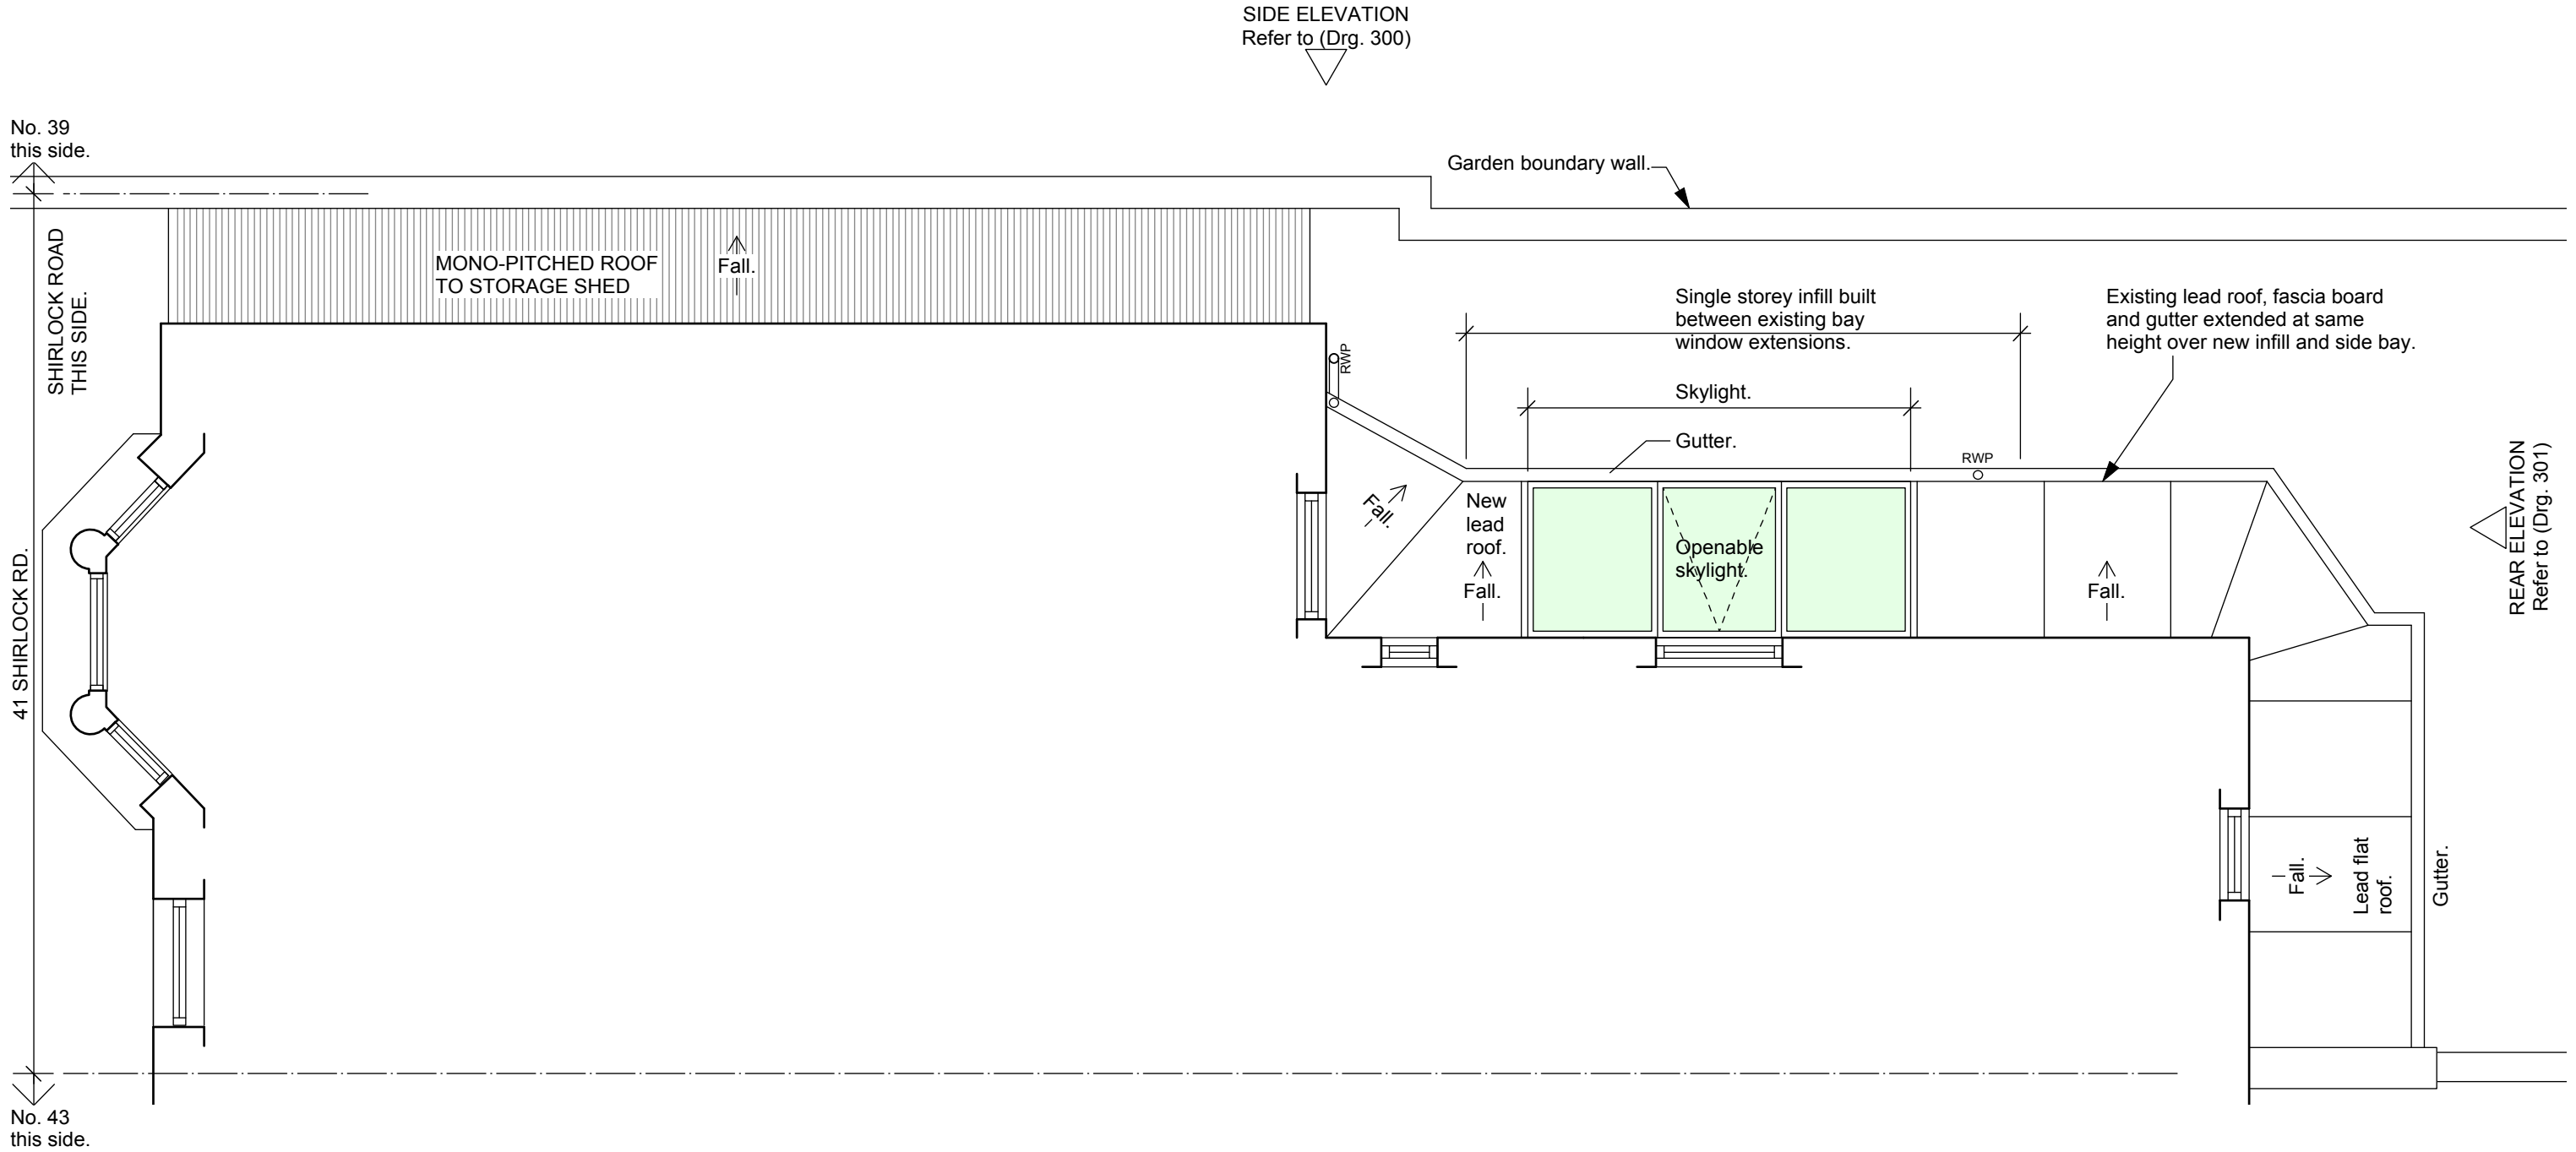 SIDE ELEVATION
Refer to (Drg. 300)
No. 39
this side.
Garden boundary wall.
SHIRLOCK ROAD
THIS SIDE.
MONO-PITCHED ROOF
TO STORAGE SHED
Fall.
Single storey infill built
between existing bay
window extensions.
Existing lead roof, fascia board
and gutter extended at same
height over new infill and side bay.
RWP
Skylight.
Gutter.
RWP
REAR ELEVATION
Refer to (Drg. 301)
Fall.
New
lead
roof.
Fall.
Openable
skylight.
Fall.
41 SHIRLOCK RD.
Fall.
Lead flat
roof.
Gutter.
No. 43
this side.